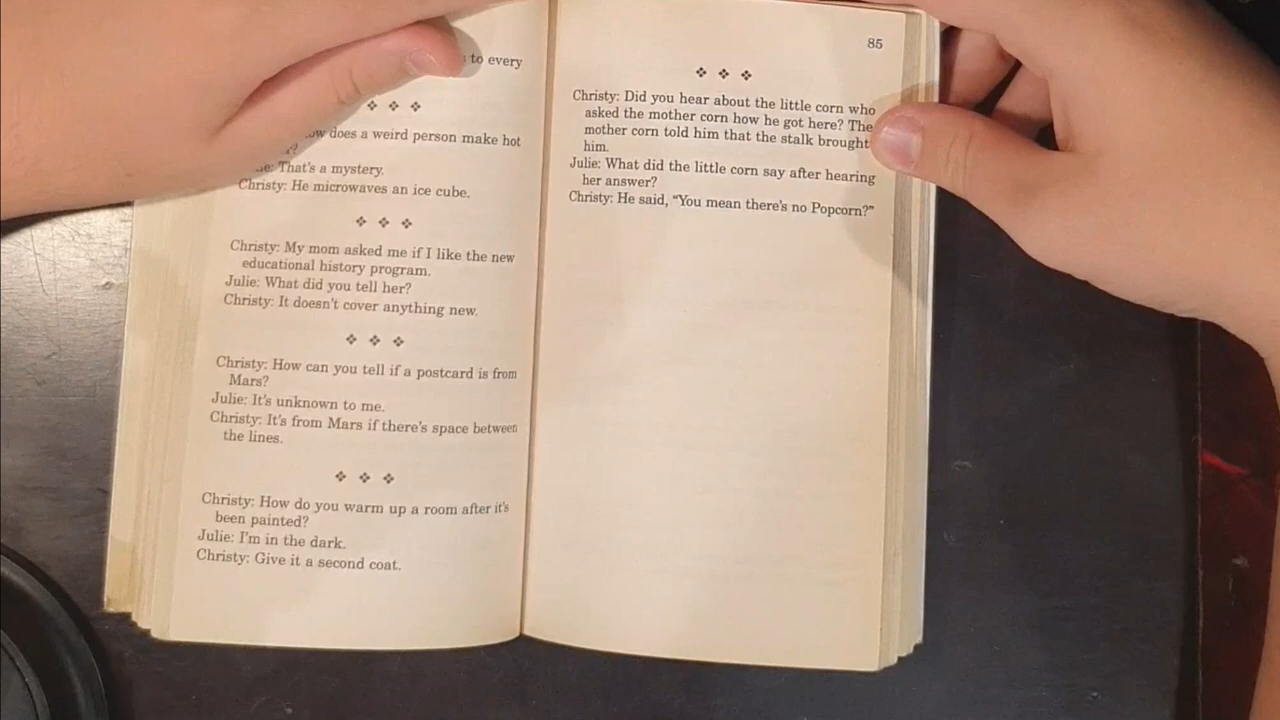 to every
❖ ❖ ❖
does a weird person make hot
That's a mystery.
Christy: He microwaves an ice cube.
❖ ❖ ❖
Christy: My mom asked me if I like the new
educational history program.
Julie: What did you tell her?
Christy: It doesn't cover anything new.
❖ ❖ ❖
Christy: How can you tell if a postcard is from
Mars?
Julie: It's unknown to me.
Christy: It's from Mars if there's space between
the lines.
❖ ❖ ❖
Christy: How do you warm up a room after it's
been painted?
Julie: I'm in the dark.
Christy: Give it a second coat.
85
❖ ❖ ❖
Christy: Did you hear about the little corn who
asked the mother corn how he got here? The
mother corn told him that the stalk brought
him.
Julie: What did the little corn say after hearing
her answer?
Christy: He said, “You mean there's no Popcorn?”